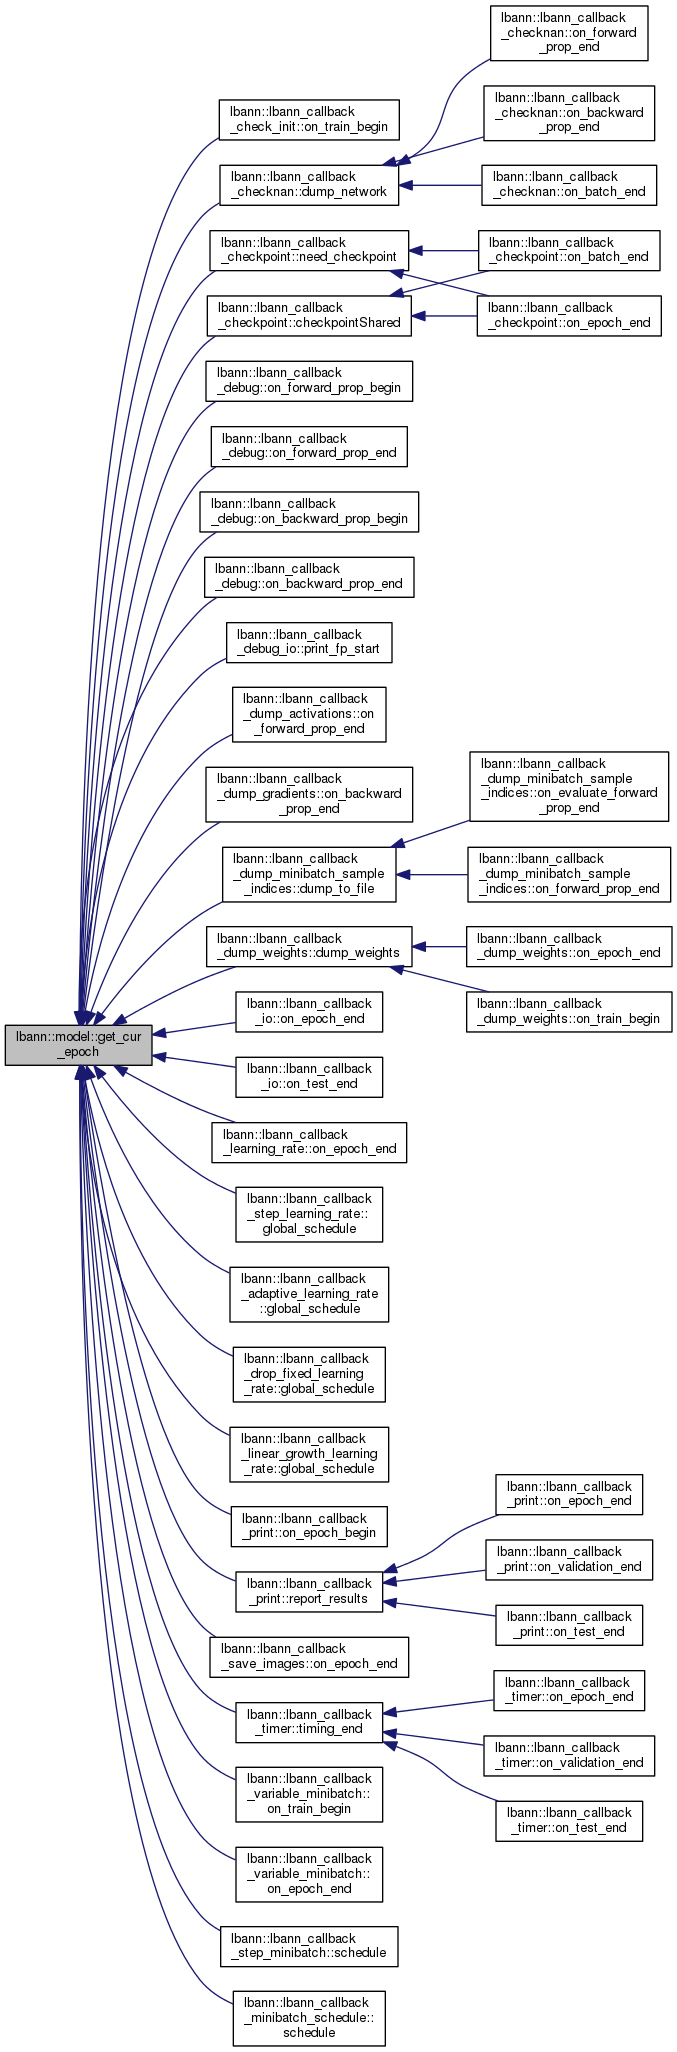 lbann::lbann_callback
_checknan::on_forward
_prop_end
lbann::lbann_callback
_checknan::on_backward
_prop_end
lbann::lbann_callback
_check_init::on_train_begin
lbann::lbann_callback
_checknan::dump_network
lbann::lbann_callback
_checknan::on_batch_end
lbann::lbann_callback
_checkpoint::need_checkpoint
lbann::lbann_callback
_checkpoint::on_batch_end
lbann::lbann_callback
_checkpoint::checkpointShared
lbann::lbann_callback
_checkpoint::on_epoch_end
lbann::lbann_callback
_debug::on_forward_prop_begin
lbann::lbann_callback
_debug::on_forward_prop_end
lbann::lbann_callback
_debug::on_backward_prop_begin
lbann::lbann_callback
_debug::on_backward_prop_end
lbann::lbann_callback
_debug_io::print_fp_start
lbann::lbann_callback
_dump_activations::on
_forward_prop_end
lbann::lbann_callback
_dump_gradients::on_backward
_prop_end
lbann::lbann_callback
_dump_minibatch_sample
_indices::on_evaluate_forward
_prop_end
lbann::lbann_callback
_dump_minibatch_sample
_indices::dump_to_file
lbann::lbann_callback
_dump_minibatch_sample
_indices::on_forward_prop_end
lbann::lbann_callback
_dump_weights::dump_weights
lbann::lbann_callback
_dump_weights::on_epoch_end
lbann::lbann_callback
_dump_weights::on_train_begin
lbann::lbann_callback
_io::on_epoch_end
lbann::model::get_cur
_epoch
lbann::lbann_callback
_io::on_test_end
lbann::lbann_callback
_learning_rate::on_epoch_end
lbann::lbann_callback
_step_learning_rate::
global_schedule
lbann::lbann_callback
_adaptive_learning_rate
::global_schedule
lbann::lbann_callback
_drop_fixed_learning
_rate::global_schedule
lbann::lbann_callback
_linear_growth_learning
_rate::global_schedule
lbann::lbann_callback
_print::on_epoch_begin
lbann::lbann_callback
_print::on_epoch_end
lbann::lbann_callback
_print::report_results
lbann::lbann_callback
_print::on_validation_end
lbann::lbann_callback
_print::on_test_end
lbann::lbann_callback
_save_images::on_epoch_end
lbann::lbann_callback
_timer::timing_end
lbann::lbann_callback
_timer::on_epoch_end
lbann::lbann_callback
_timer::on_validation_end
lbann::lbann_callback
_timer::on_test_end
lbann::lbann_callback
_variable_minibatch::
on_train_begin
lbann::lbann_callback
_variable_minibatch::
on_epoch_end
lbann::lbann_callback
_step_minibatch::schedule
lbann::lbann_callback
_minibatch_schedule::
schedule